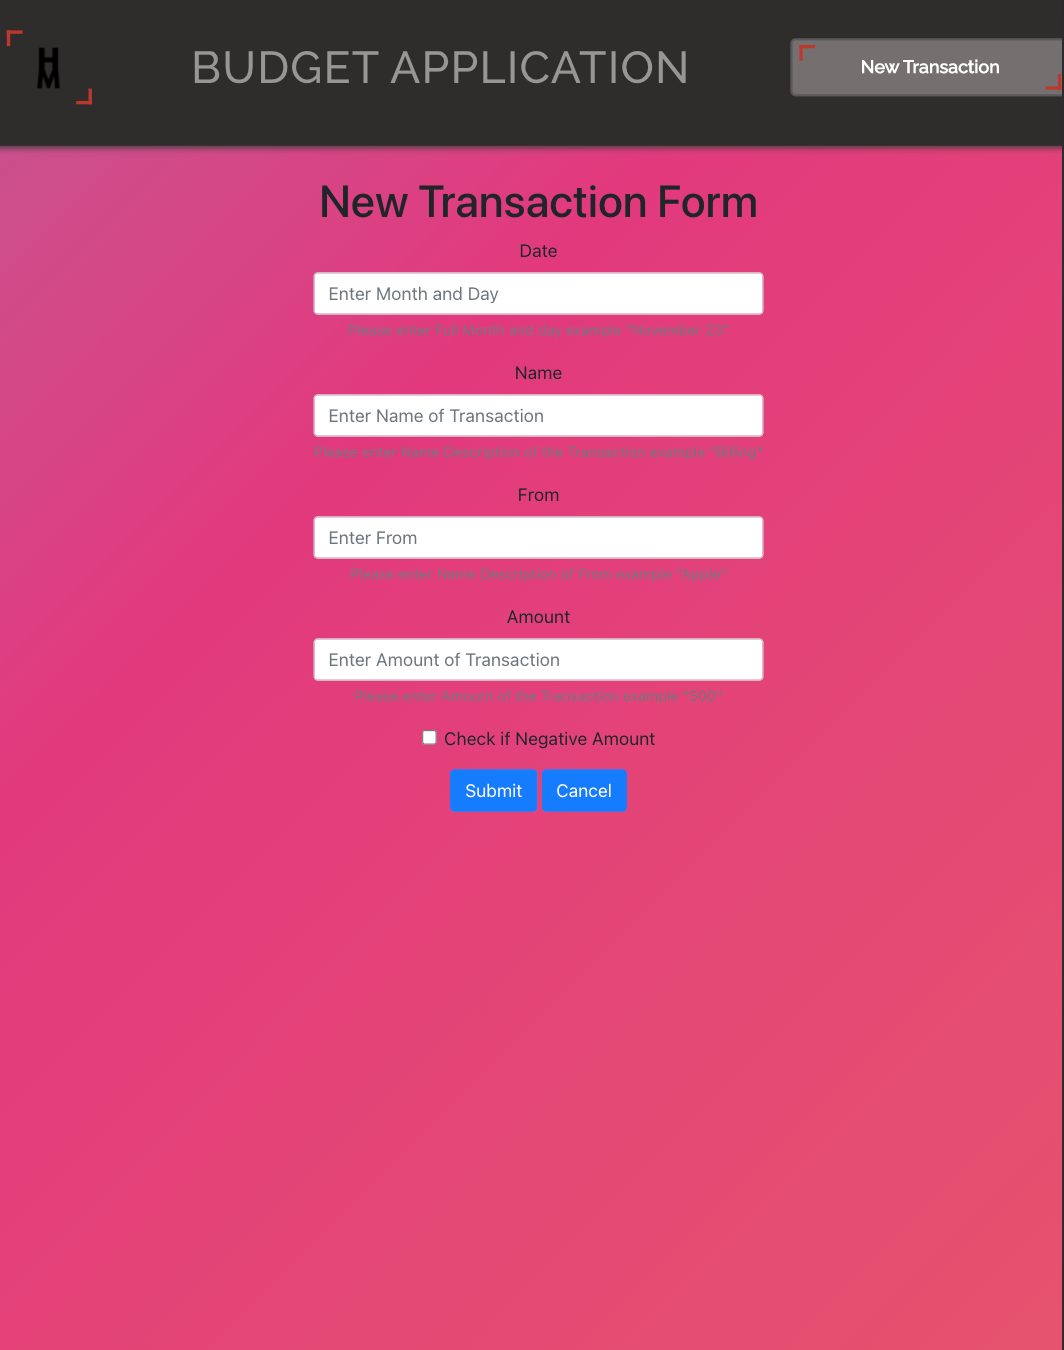 HM
BUDGET APPLICATION
New Transaction
New Transaction Form
Date
Enter Month and Day
Please enter Full Month and day example "November 23"
Name
Enter Name of Transaction
Please enter Name Description of the Transaction example "Billing"
From
Enter From
Please enter Name Description of From example "Apple"
Amount
Enter Amount of Transaction
Please enter Amount of the Transaction example
Check if Negative Amount
Submit Cancel